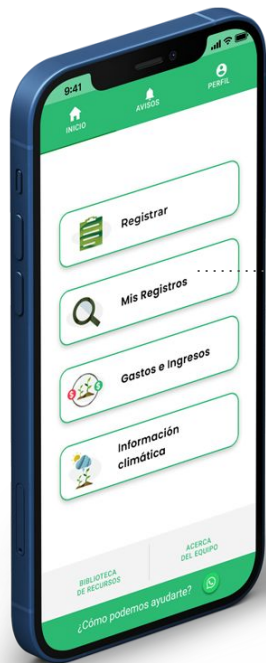 9:41
INICIO
AVISOS
PERFIL
Registrar
Mis Registros
Gastos e Ingresos
Información
climática
BIBLIOTECA
DE RECURSOS
ACERCA
DEL EQUIPO
¿Cómo podemos ayudarte?